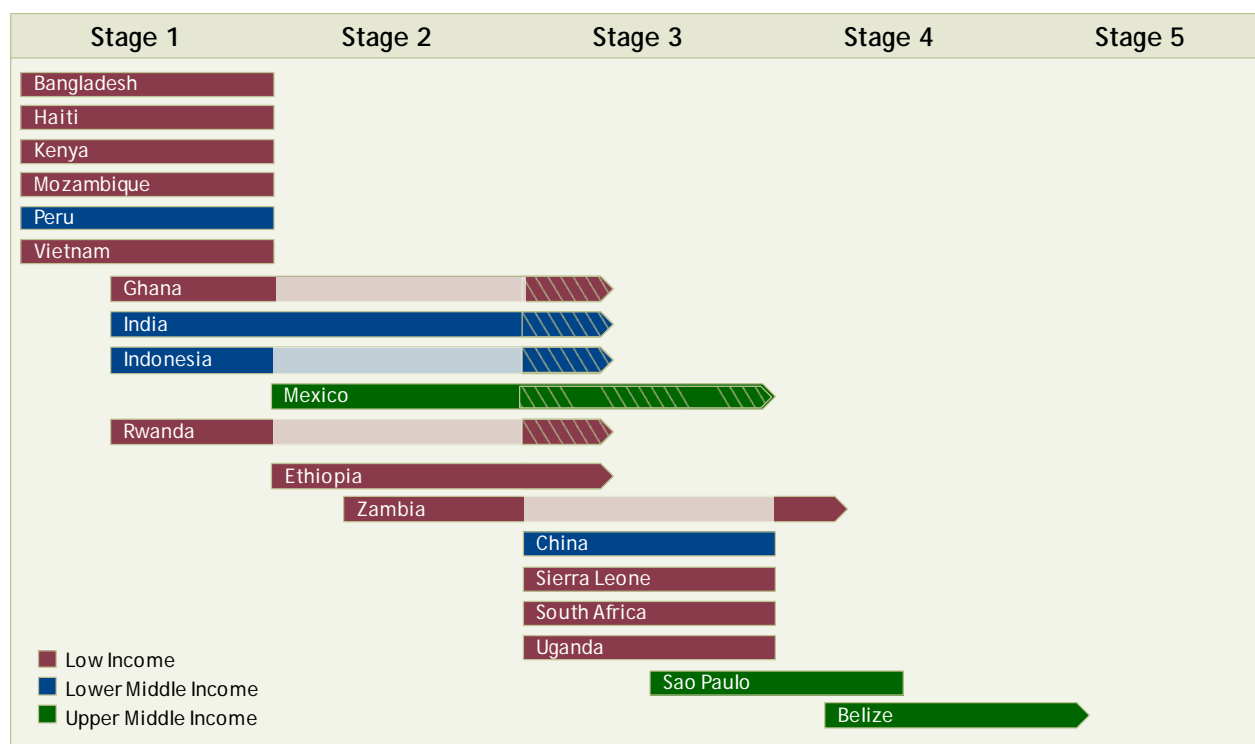 Stage 1 Stage 2 Stage 3 Stage 4 Stage 5
Bangladesh
Haiti
Kenya
Mozambique
Peru
Vietnam
Ghana
India
Indonesia
Mexico
Rwanda
Ethiopia
Zambia
China
Sierra Leone
South Africa
Uganda
Sao Paulo
Belize
Low Income
Lower Middle Income
Upper Middle Income